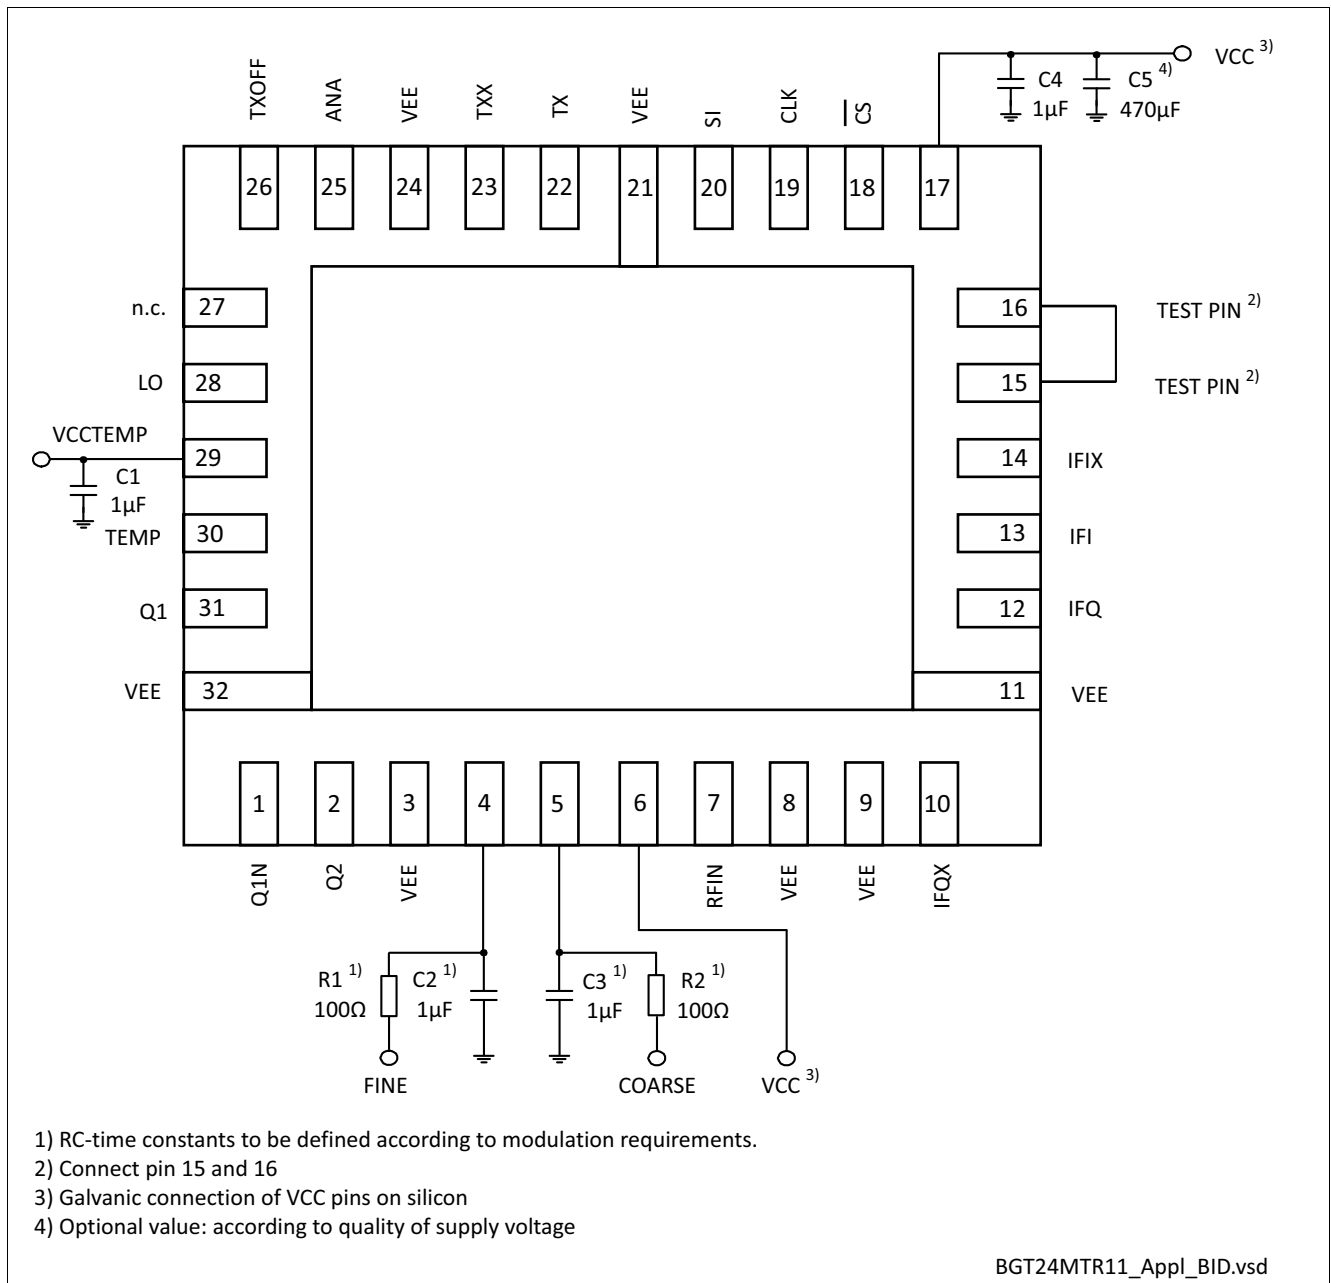 TXOFF
ANA
VEE
TXX
TX
VEE
SI
CLK
CS
VCC 3)
C4
1µF
C5 4)
470µF
26
25
24
23
22
21
20
19
18
17
n.c.
27
16
TEST PIN 2)
LO
28
15
TEST PIN 2)
VCCTEMP
29
C1
1µF
14
IFIX
TEMP
30
13
IFI
Q1
31
12
IFQ
VEE
32
11
VEE
1
2
3
4
5
6
7
8
9
10
Q1N
Q2
VEE
RFIN
VEE
VEE
IFQX
R1 1)
100Ω
C2 1)
1µF
C3 1)
1µF
R2 1)
100Ω
FINE
COARSE
VCC 3)
1) RC-time constants to be defined according to modulation requirements.
2) Connect pin 15 and 16
3) Galvanic connection of VCC pins on silicon
4) Optional value: according to quality of supply voltage
BGT24MTR11_Appl_BID.vsd